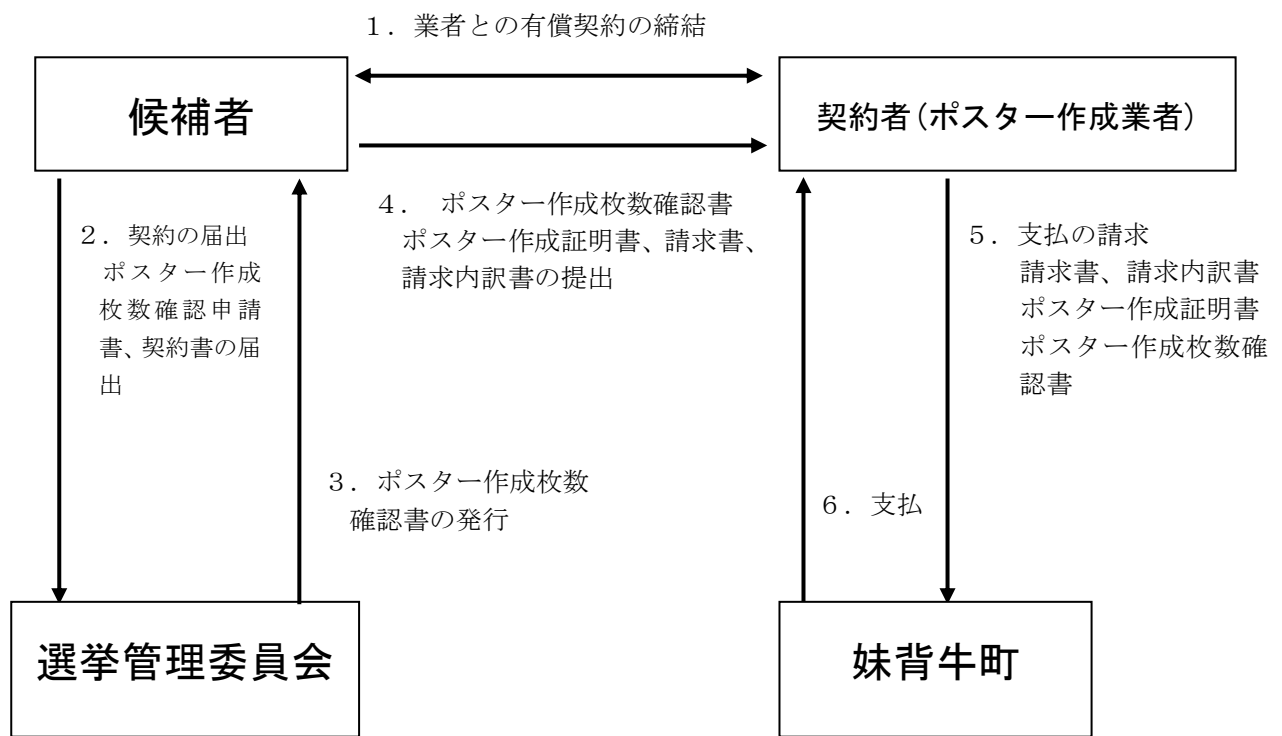 １．業者との有償契約の締結
候補者
契約者（ポスター作成業者）
２．契約の届出
ポスター作成
枚数確認申請
書、契約書の届
出
４．　ポスター作成枚数確認書
ポスター作成証明書、請求書、
請求内訳書の提出
５．支払の請求
請求書、請求内訳書
ポスター作成証明書
ポスター作成枚数確
認書
３．ポスター作成枚数
確認書の発行
６．支払
選挙管理委員会
妹背牛町